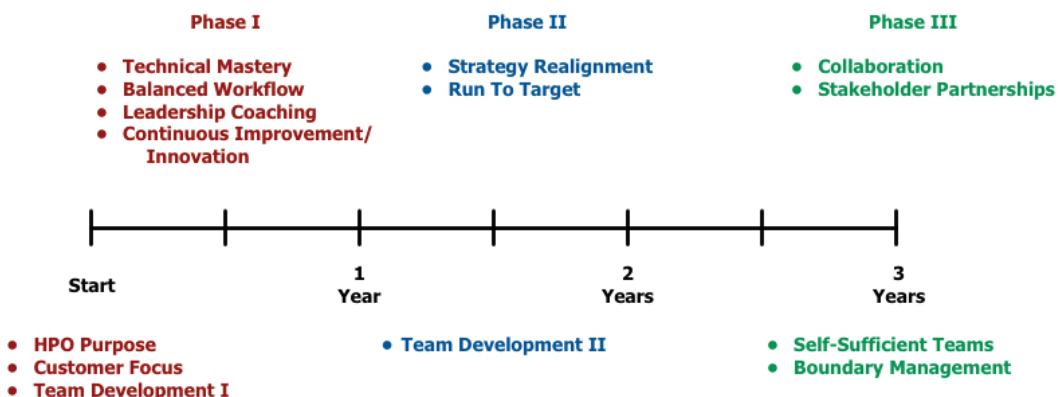 Phase I
Phase II
Phase III
• Technical Mastery
• Balanced Workflow
• Leadership Coaching
• Continuous Improvement/
Innovation
• Strategy Realignment
• Run To Target
• Collaboration
• Stakeholder Partnerships
Start
1
Year
2
Years
3
Years
• HPO Purpose
• Customer Focus
• Team Development I
• Team Development II
• Self-Sufficient Teams
• Boundary Management